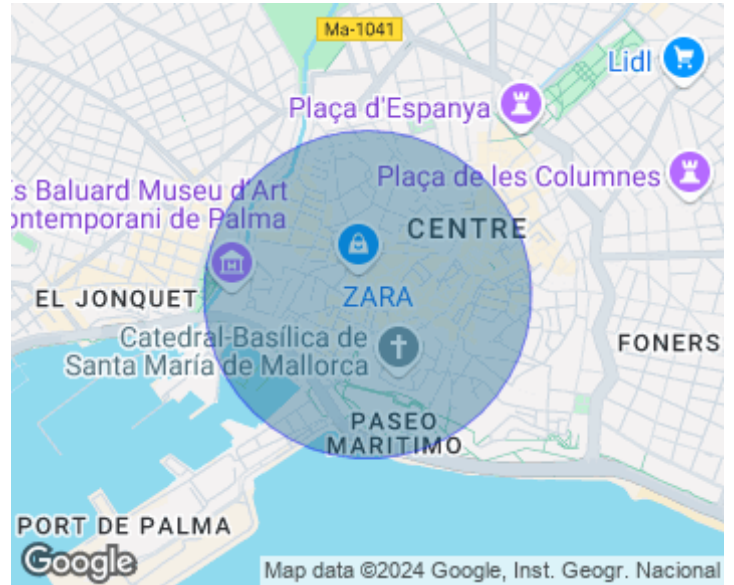 Ma-1041
Lidl
Plaça d'Espanya
s Baluard Museu d'Art
ontemporani de Palma
Plaça de les Columnes
CENTRE
ZARA
EL JONQUET
Catedral-Basílica de
Santa María de Mallorca
FONERS
PASEO
MARITIMO
PORT DE PALMA
Google
Map data ©2024 Google, Inst. Geogr. Nacional